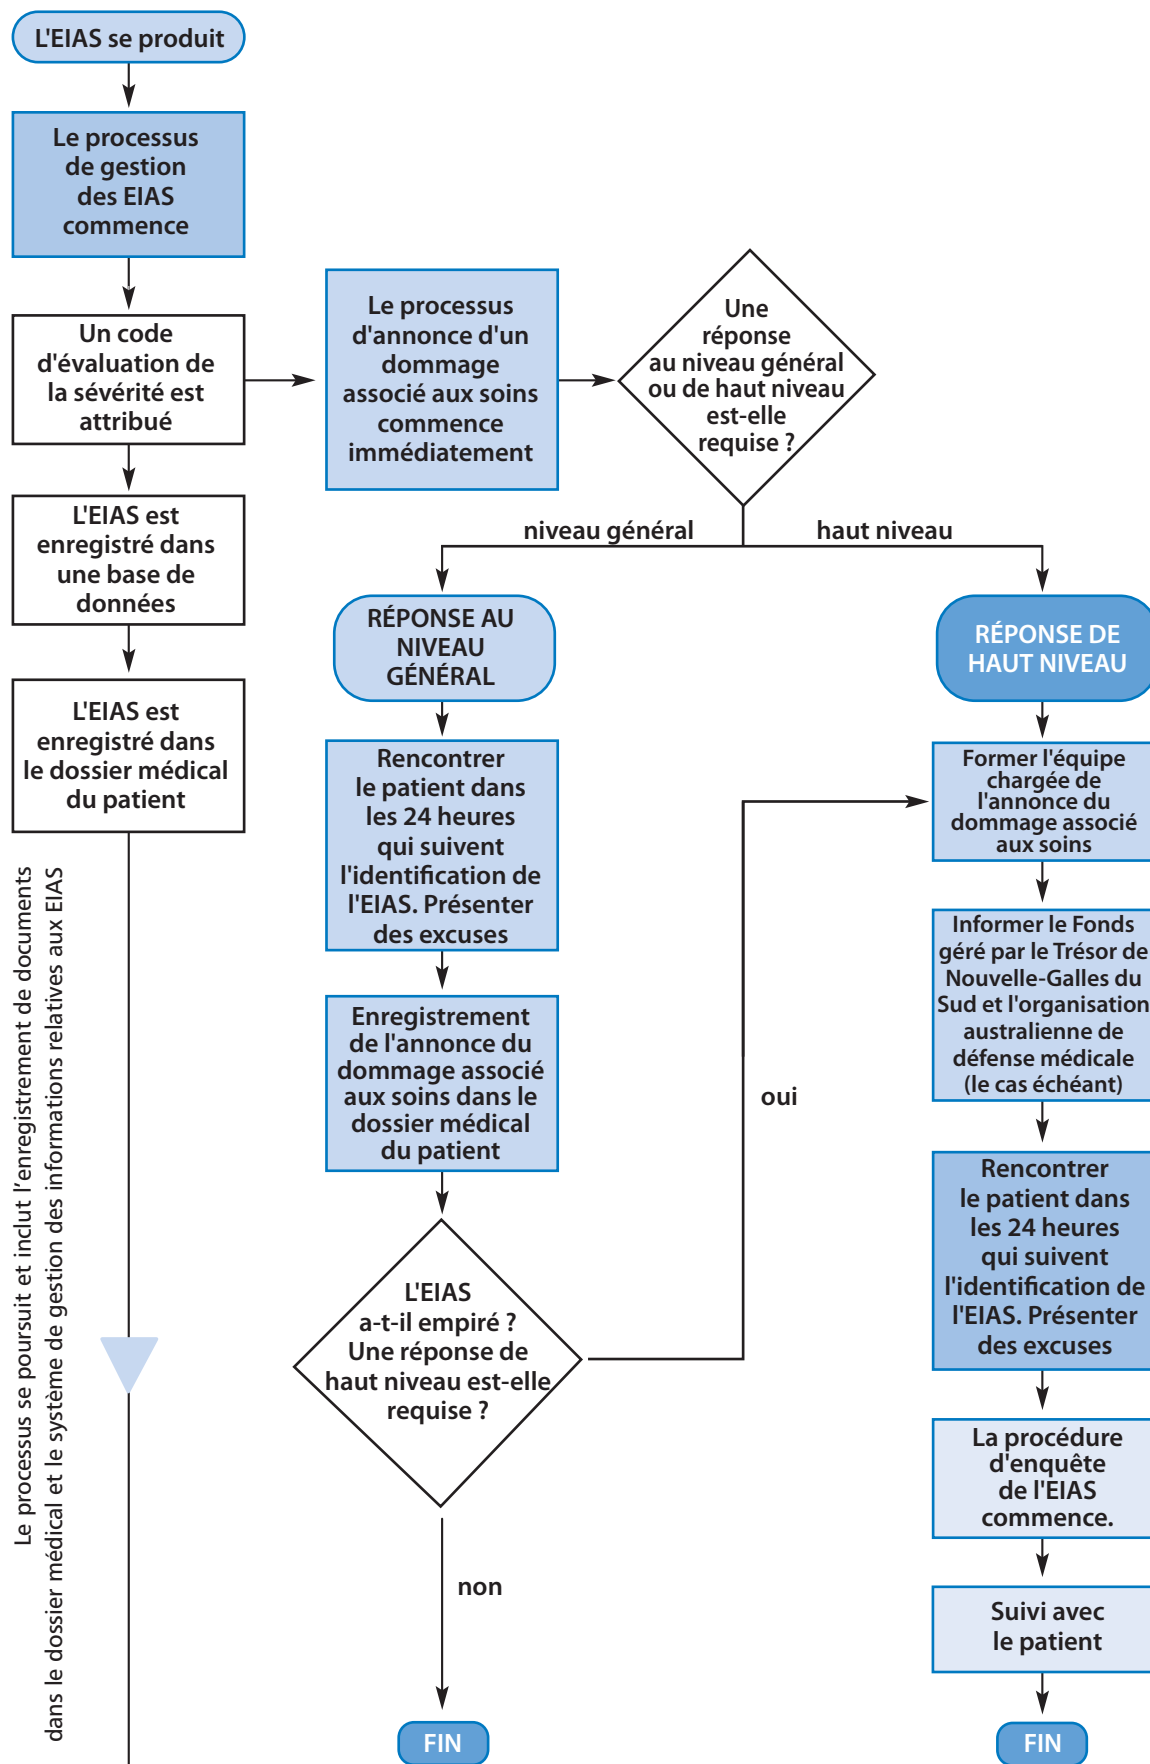 L'EIAS se produit
Le processus
de gestion
des EIAS
commence
Un code
d'évaluation de
la sévérité est
attribué
L'EIAS est
enregistré dans
une base de
données
L'EIAS est
enregistré dans
le dossier médical
du patient
Le processus se poursuit et inclut l'enregistrement de documents
dans le dossier médical et le système de gestion des informations relatives aux EIAS
Le processus
d'annonce d'un
dommage
associé aux soins
commence
immédiatement
Une
réponse
au niveau général
ou de haut niveau
est-elle
requise ?
niveau général
haut niveau
RÉPONSE AU
NIVEAU
GÉNÉRAL
Rencontrer
le patient dans
les 24 heures
qui suivent
l'identification de
l'EIAS. Présenter
des excuses
Enregistrement
de l'annonce du
dommage associé
aux soins dans le
dossier médical
du patient
L'EIAS
a-t-il empiré ?
Une réponse de
haut niveau est-elle
requise ?
oui
non
FIN
RÉPONSE DE
HAUT NIVEAU
Former l'équipe
chargée de
l'annonce du
dommage associé
aux soins
Informer le Fonds
géré par le Trésor de
Nouvelle-Galles du
Sud et l'organisation
australienne de
défense médicale
(le cas échéant)
Rencontrer
le patient dans
les 24 heures
qui suivent
l'identification de
l'EIAS. Présenter
des excuses
La procédure
d'enquête
de l'EIAS
commence.
Suivi avec
le patient
FIN